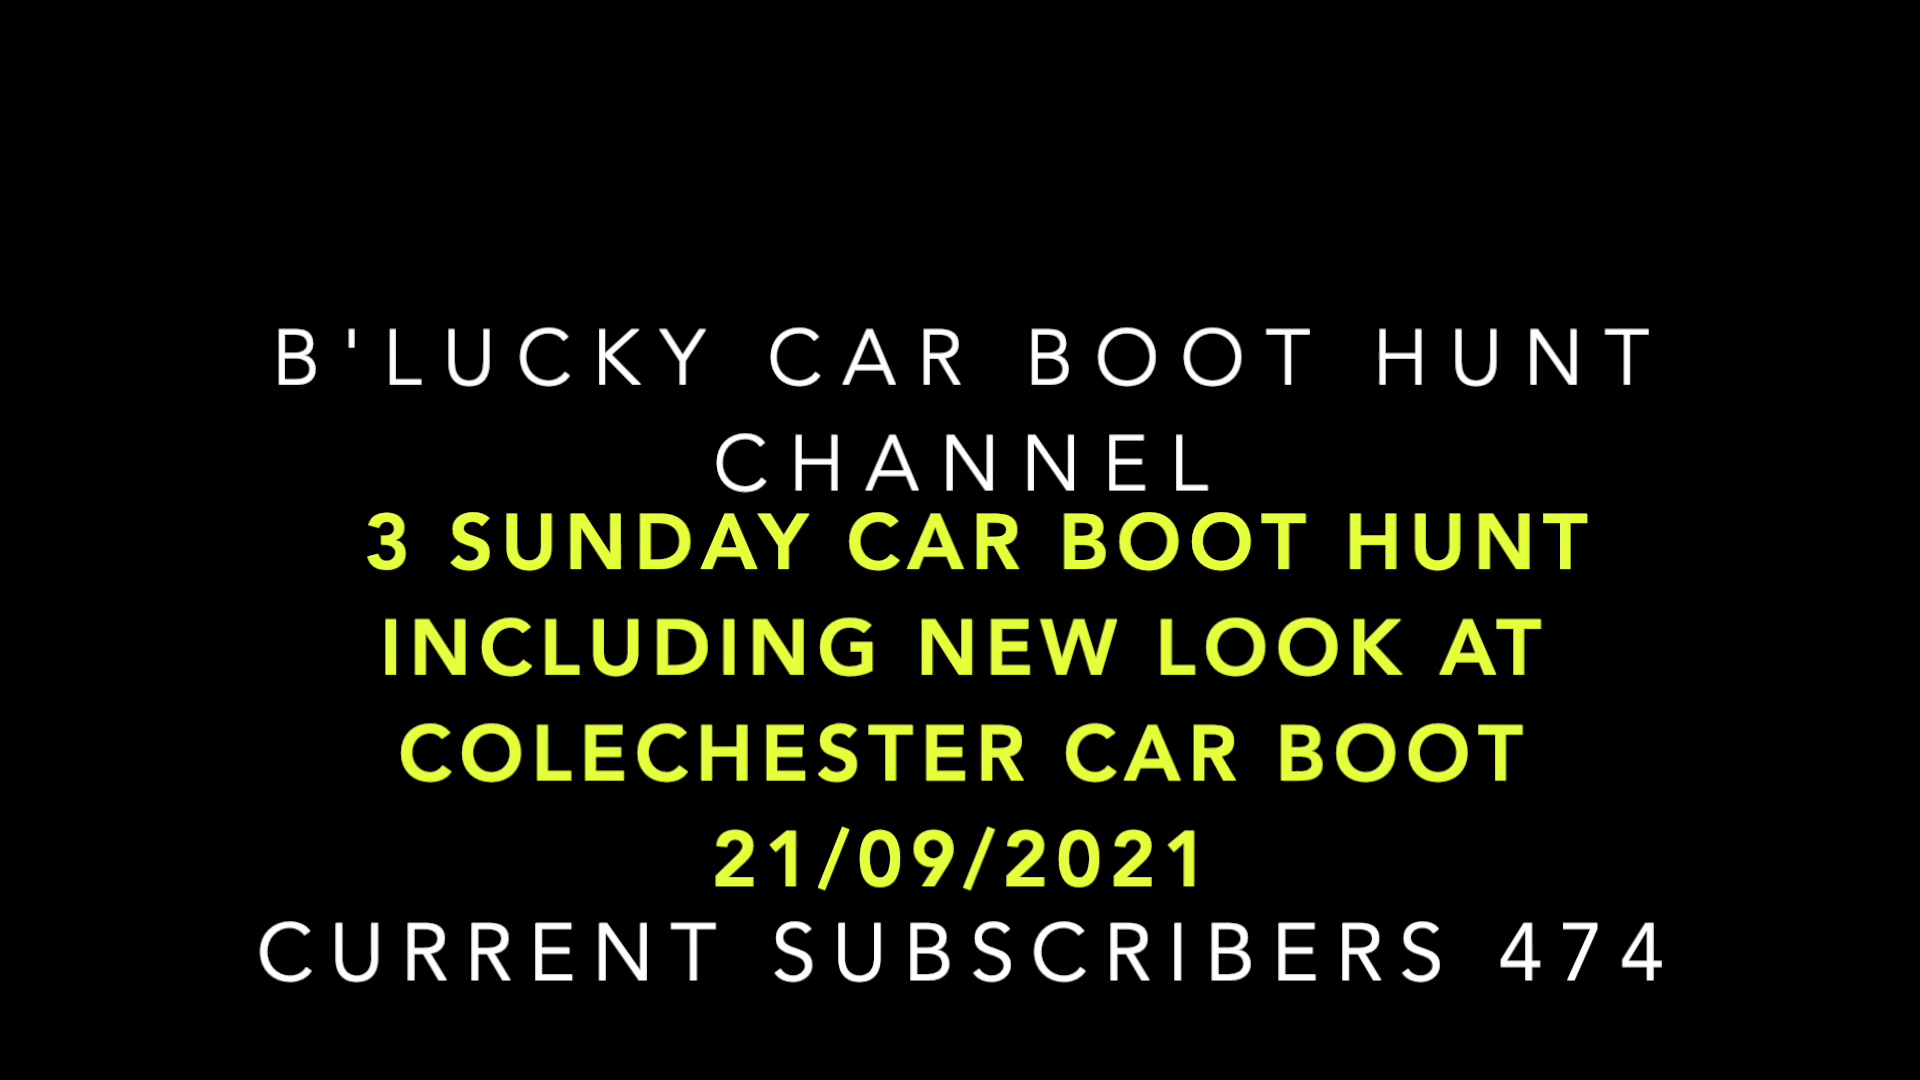 B'LUCKY CAR BOOT HUNT
CHANNEL
3 SUNDAY CAR BOOT HUNT
INCLUDING NEW LOOK AT
COLECHESTER CAR BOOT
21/09/2021
CURRENT SUBSCRIBERS 474